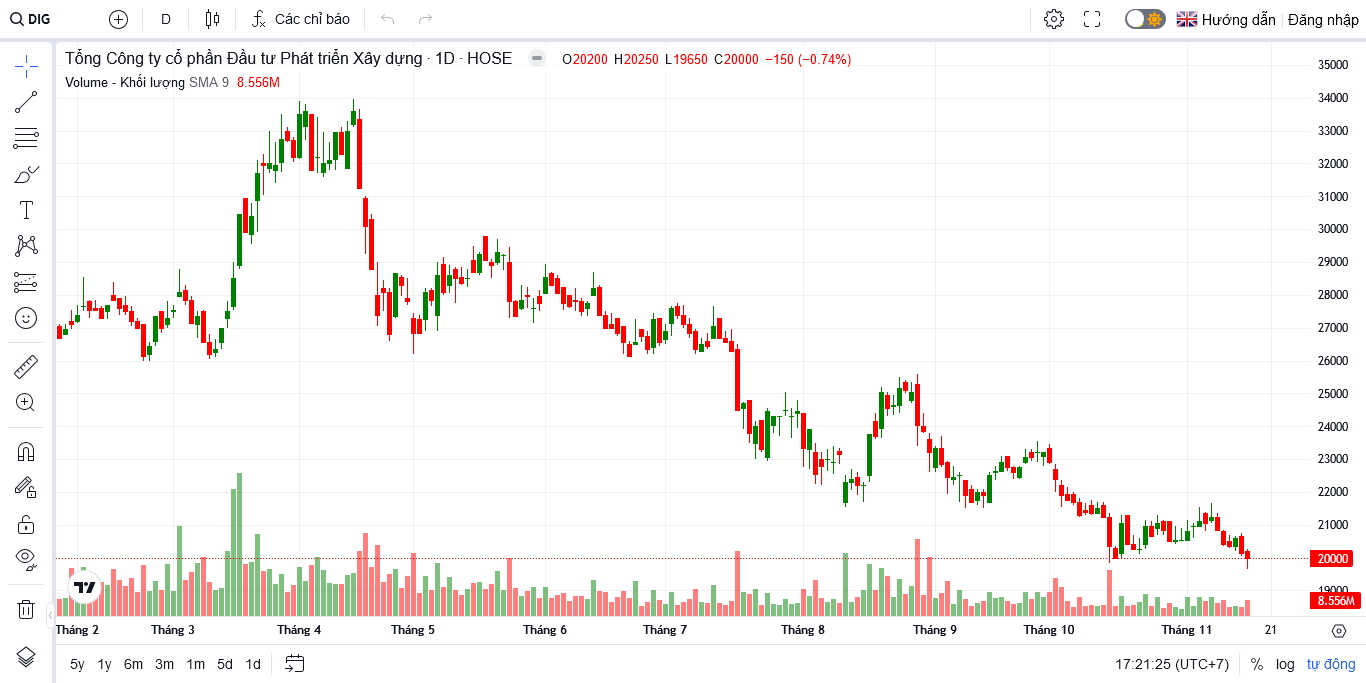 DIG
D
Các chỉ báo
Hướng dẫn
Đăng nhập
Tổng Công ty cổ phần Đầu tư Phát triển Xây dựng · 1D · HOSE
O20200 H20250 L19650 C20000 −150 (−0.74%)
Volume - Khối lượng SMA 9 8.556M
35000
34000
33000
32000
31000
30000
29000
28000
27000
26000
25000
24000
23000
22000
21000
20000
19000
8.556M
Tháng 2 Tháng 3 Tháng 4 Tháng 5 Tháng 6 Tháng 7 Tháng 8 Tháng 9 Tháng 10 Tháng 11 21
5y 1y 6m 3m 1m 5d 1d
17:21:25 (UTC+7) % log tự động